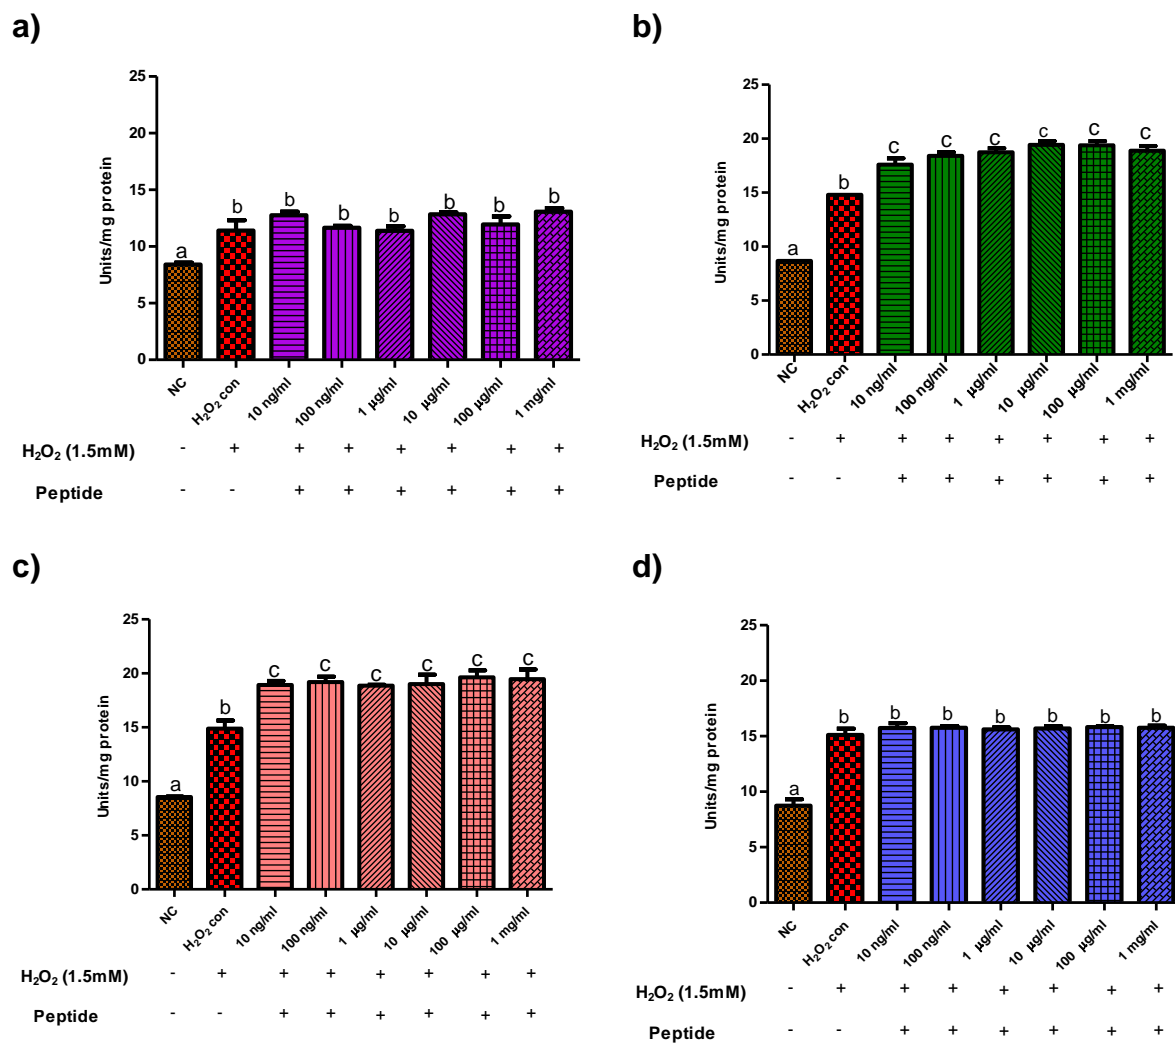 a)
25
20
15
10
5
0
Units/mg protein
a b b b b b b b
NC H₂O₂ con 10 ng/ml 100 ng/ml 1 µg/ml 10 µg/ml 100 µg/ml 1 mg/ml
H₂O₂ (1.5mM) - + + + + + + +
Peptide - - + + + + + +
b)
25
20
15
10
5
0
Units/mg protein
a b c c c c c c
NC H₂O₂ con 10 ng/ml 100 ng/ml 1 µg/ml 10 µg/ml 100 µg/ml 1 mg/ml
H₂O₂ (1.5mM) - + + + + + + +
Peptide - - + + + + + +
c)
25
20
15
10
5
0
Units/mg protein
a b c c c c c c
NC H₂O₂ con 10 ng/ml 100 ng/ml 1 µg/ml 10 µg/ml 100 µg/ml 1 mg/ml
H₂O₂ (1.5mM) - + + + + + + +
Peptide - - + + + + + +
d)
25
20
15
10
5
0
Units/mg protein
a b b b b b b b
NC H₂O₂ con 10 ng/ml 100 ng/ml 1 µg/ml 10 µg/ml 100 µg/ml 1 mg/ml
H₂O₂ (1.5mM) - + + + + + + +
Peptide - - + + + + + +